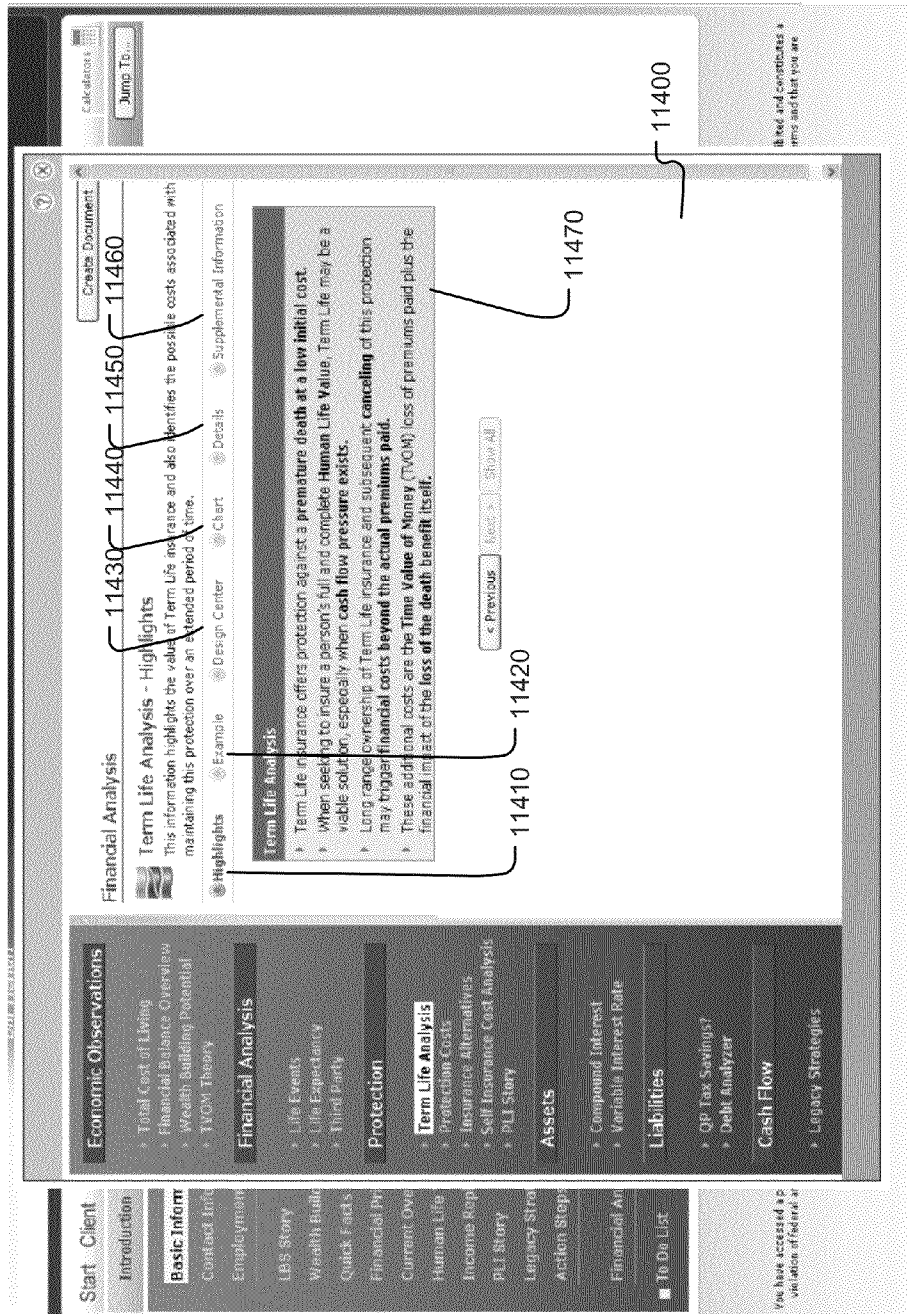 Start Client
Calculators
Introduction
Jump To...
Basic Inform
Contact Info
Employmen
LBS Story
Wealth Build
Quick Facts
Financial Pr
Current Ove
Human Life
Income Rep
PLI Story
Legacy Strat
Action Steps
Financial An
To Do List
You have accessed a p
violation of federal ar
ibited and constitutes a
erms and that you are
? x
Economic Observations
Total Cost of Living
Financial Balance Overview
Wealth Building Potential
TVOM Theory
Financial Analysis
Life Events
Life Expectancy
Third Party
Protection
Term Life Analysis
Protection Costs
Insurance Alternatives
Self Insurance Cost Analysis
PLI Story
Assets
Compound Interest
Variable Interest Rate
Liabilities
QP Tax Savings?
Debt Analyzer
Cash Flow
Legacy Strategies
Financial Analysis
Create Document
Term Life Analysis - Highlights
This information highlights the value of Term Life insurance and also identifies the possible costs associated with
maintaining this protection over an extended period of time.
Highlights Example Design Center Chart Details Supplemental Information
Term Life Analysis
Term Life insurance offers protection against a premature death at a low initial cost.
When seeking to insure a person's full and complete Human Life Value, Term Life may be a
viable solution, especially when cash flow pressure exists.
Long range ownership of Term Life insurance and subsequent canceling of this protection
may trigger financial costs beyond the actual premiums paid.
These additional costs are the Time Value of Money (TVOM) loss of premiums paid plus the
financial impact of the loss of the death benefit itself.
< Previous Next > Show All
11410
11420
11430
11440
11450
11460
11470
11400